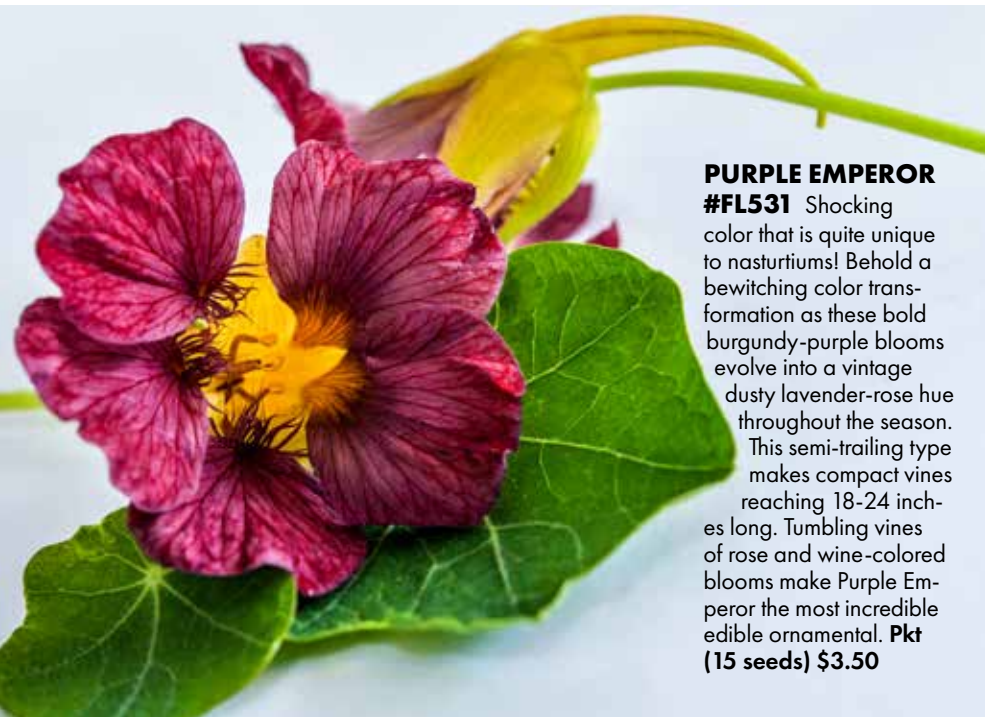 PURPLE EMPEROR
#FL531 Shocking
color that is quite unique
to nasturtiums! Behold a
bewitching color trans-
formation as these bold
burgundy-purple blooms
evolve into a vintage
dusty lavender-rose hue
throughout the season.
This semi-trailing type
makes compact vines
reaching 18-24 inch-
es long. Tumbling vines
of rose and wine-colored
blooms make Purple Em-
peror the most incredible
edible ornamental. Pkt
(15 seeds) $3.50